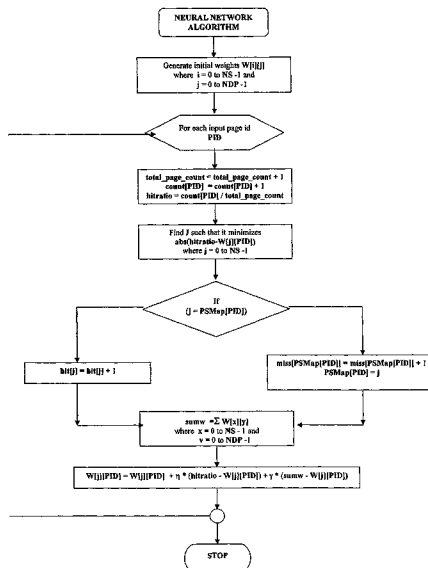 NEURAL NETWORK
ALGORITHM
Generate initial weights W[i][j]
where i = 0 to NS -1 and
j = 0 to NDP -1
For each input page id
PID
total_page_count = total_page_count + 1
count[PID] = count[PID] + 1
hitratio = count[PID] / total_page_count
Find J such that it minimizes
abs(hitratio-W[j][PID])
where j = 0 to NS -1
If
(j = PSMap[PID])
hit[j] = hit[j] + 1
miss[PSMap[PID]] = miss[PSMap[PID]] + 1
PSMap[PID] = j
sumw = Σ W[x][y]
where x = 0 to NS - 1 and
y = 0 to NDP -1
W[j][PID] = W[j][PID] + η * (hitratio - W[j][PID]) + γ * (sumw - W[j][PID])
STOP